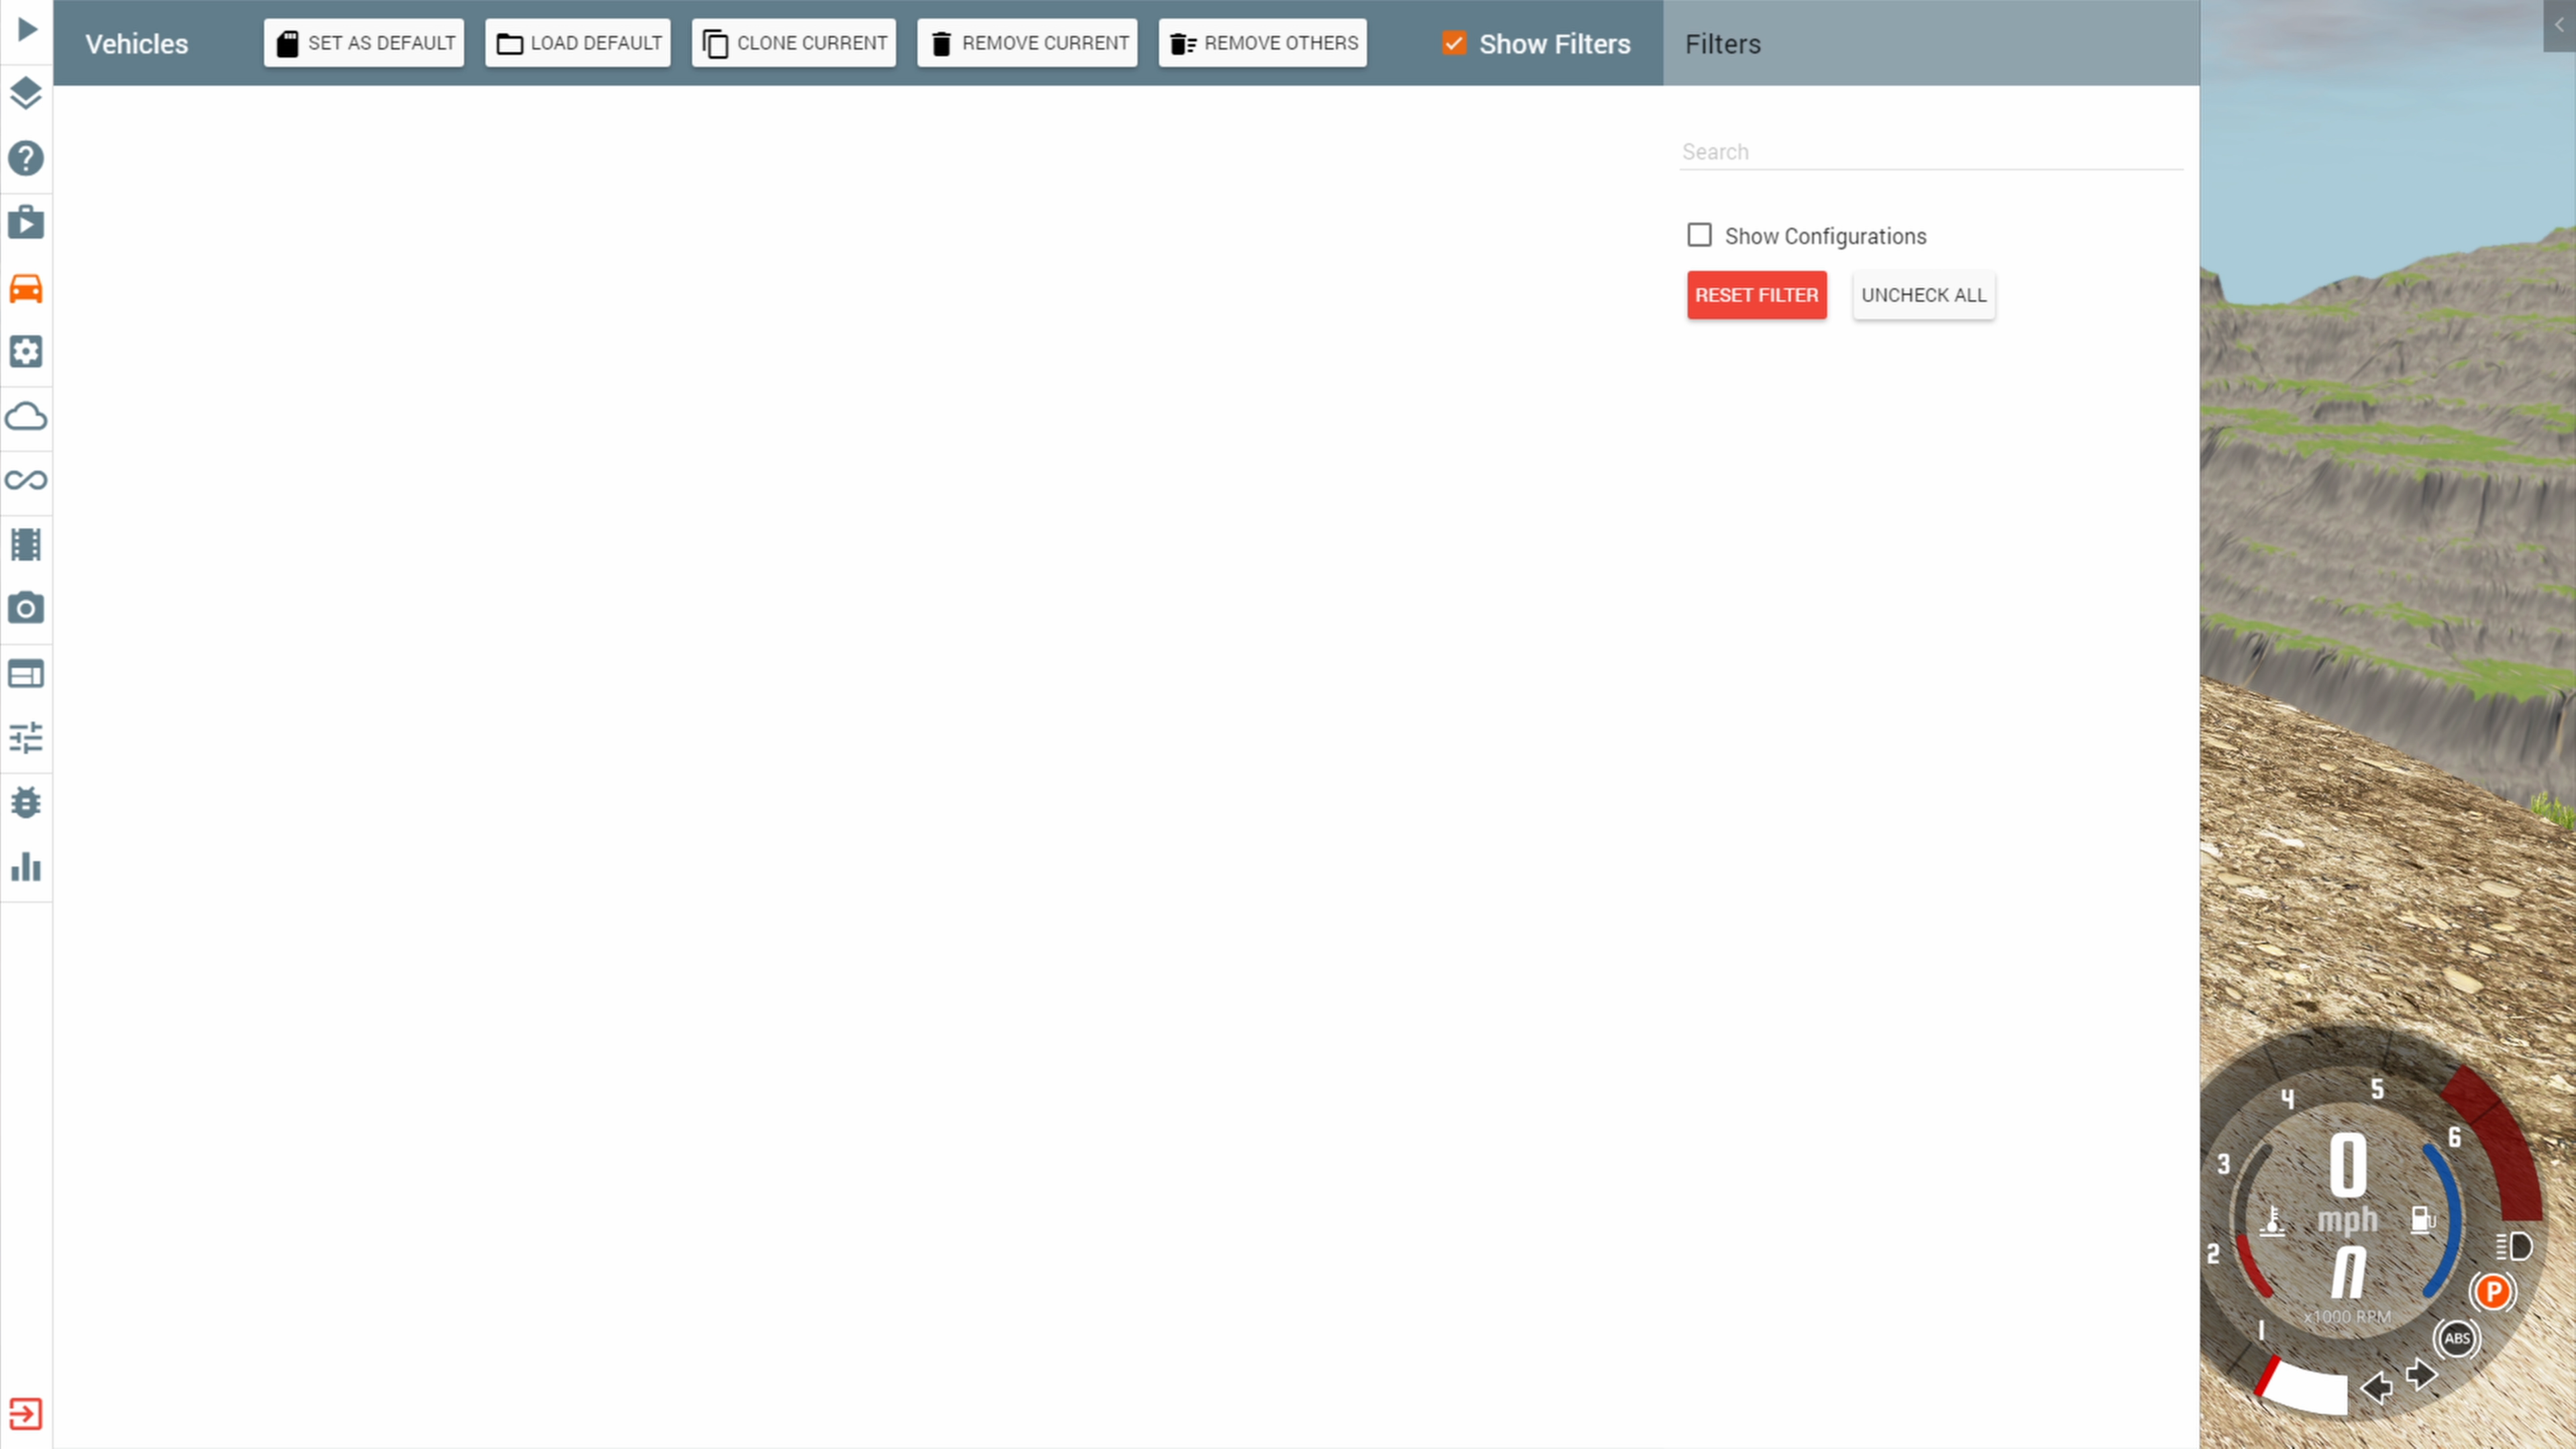 Vehicles
SET AS DEFAULT
LOAD DEFAULT
CLONE CURRENT
REMOVE CURRENT
REMOVE OTHERS
Show Filters
Filters
Search
Show Configurations
RESET FILTER
UNCHECK ALL
4
5
6
3
0
mph
2
n
x1000 RPM
P
1
ABS